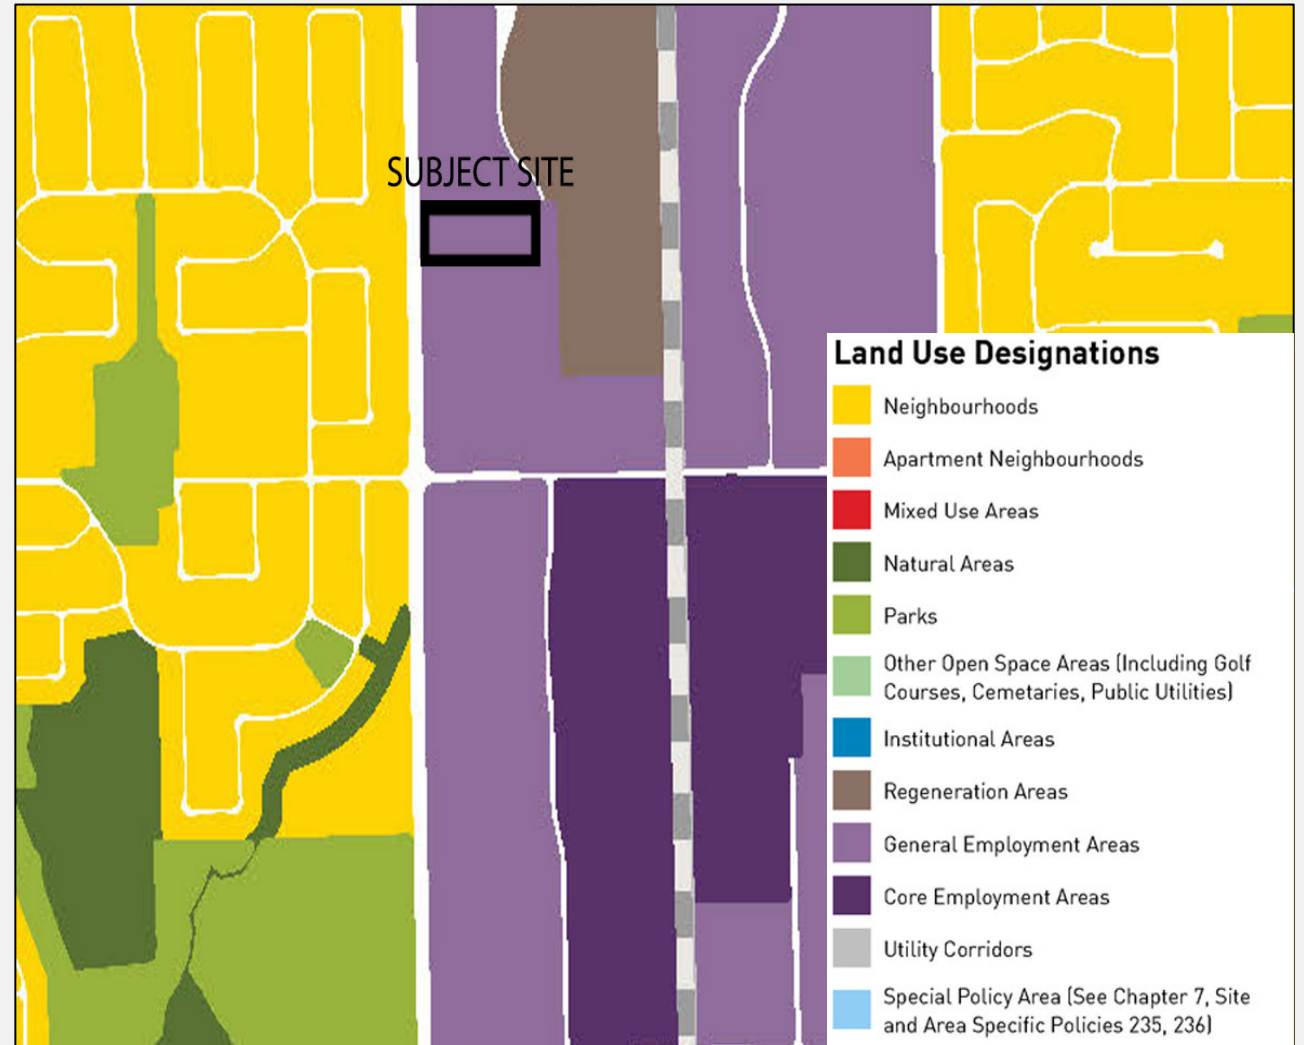 SUBJECT SITE
Land Use Designations
Neighbourhoods
Apartment Neighbourhoods
Mixed Use Areas
Natural Areas
Parks
Other Open Space Areas (Including Golf
Courses, Cemetaries, Public Utilities)
Institutional Areas
Regeneration Areas
General Employment Areas
Core Employment Areas
Utility Corridors
Special Policy Area (See Chapter 7, Site
and Area Specific Policies 235, 236)